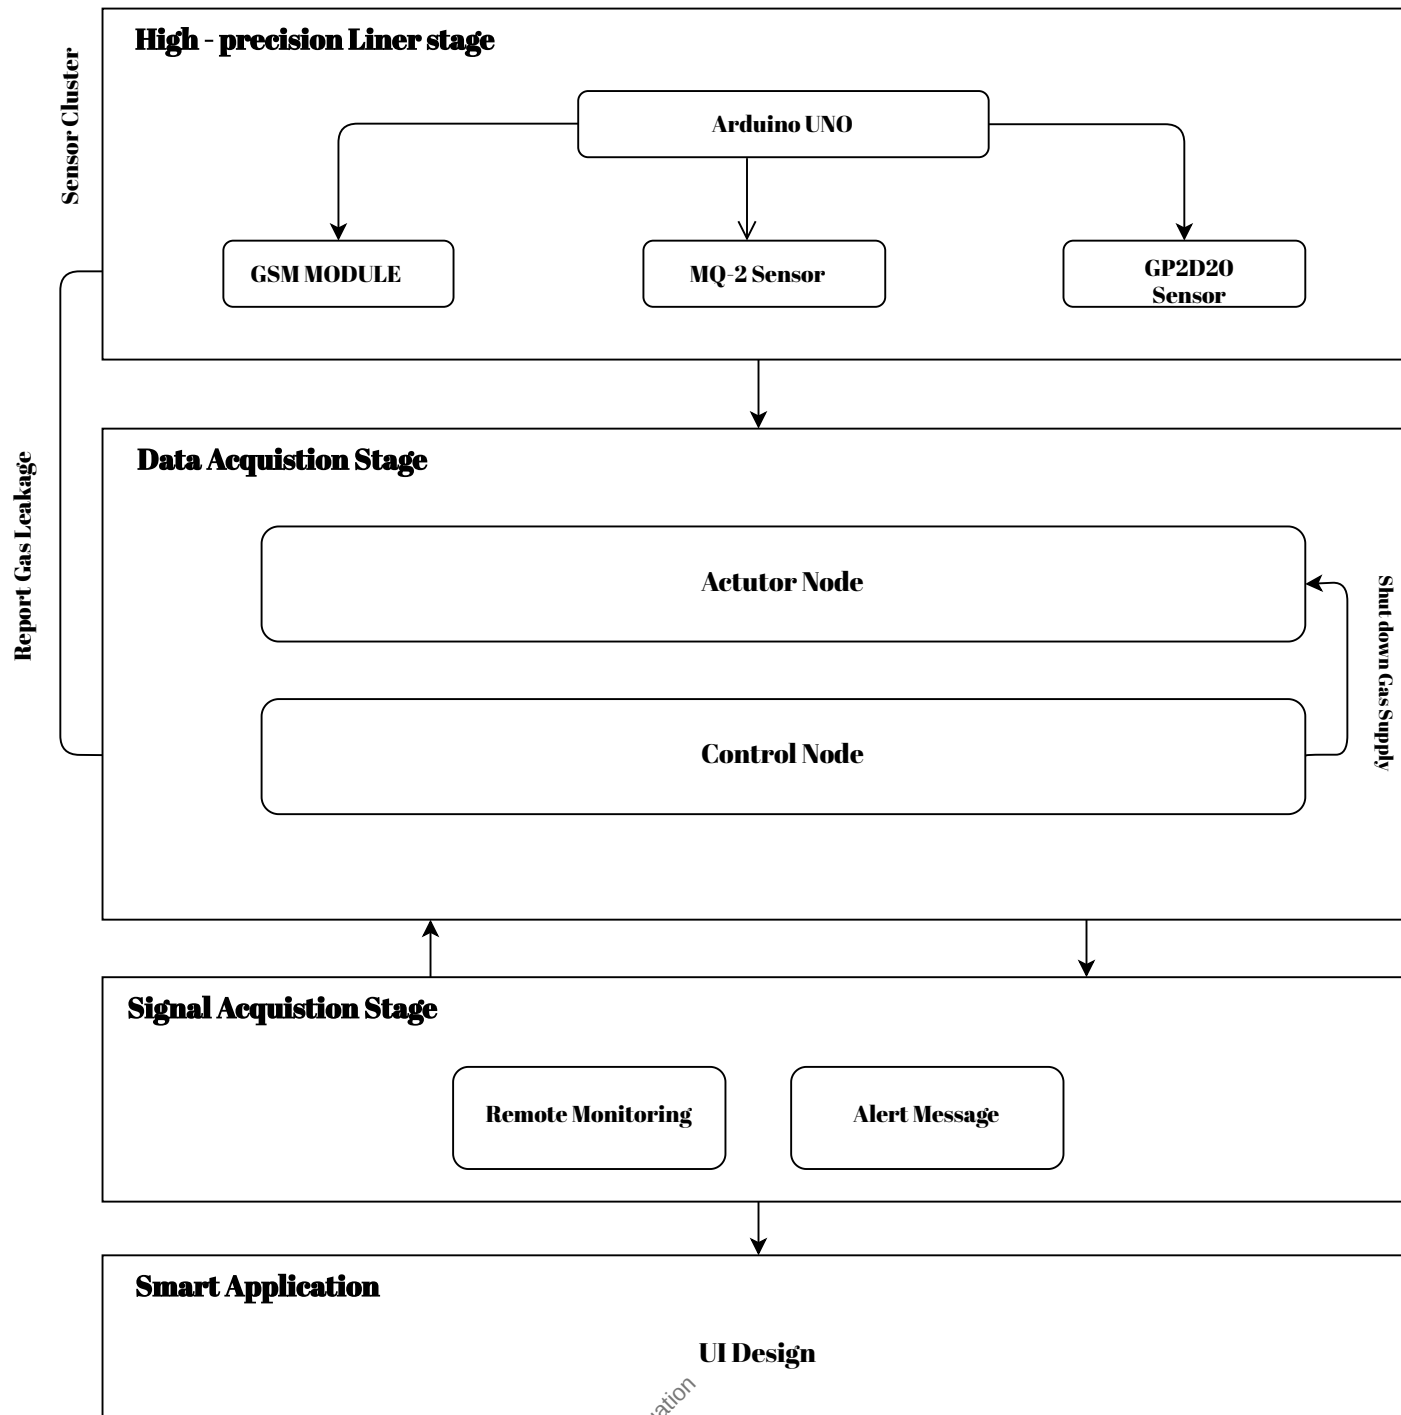 High - precision Liner stage
Sensor Cluster
Arduino UNO
GSM MODULE
MQ-2 Sensor
GP2D20
Sensor
Report Gas Leakage
Data Acquistion Stage
Actutor Node
Shut down Gas Supply
Control Node
Signal Acquistion Stage
Remote Monitoring
Alert Message
Smart Application
UI Design